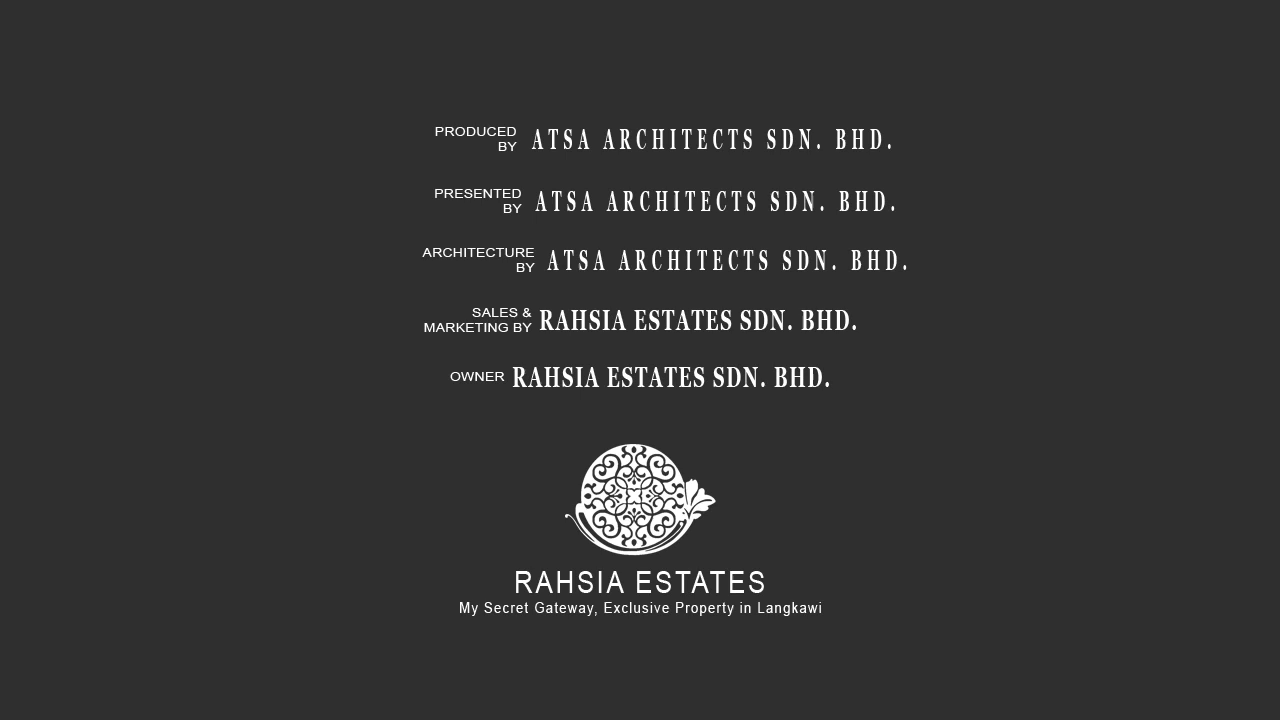 PRODUCED
BY ATSA ARCHITECTS SDN. BHD.
PRESENTED
BY ATSA ARCHITECTS SDN. BHD.
ARCHITECTURE
BY ATSA ARCHITECTS SDN. BHD.
SALES &
MARKETING BY RAHSIA ESTATES SDN. BHD.
OWNER RAHSIA ESTATES SDN. BHD.
RAHSIA ESTATES
My Secret Gateway, Exclusive Property in Langkawi